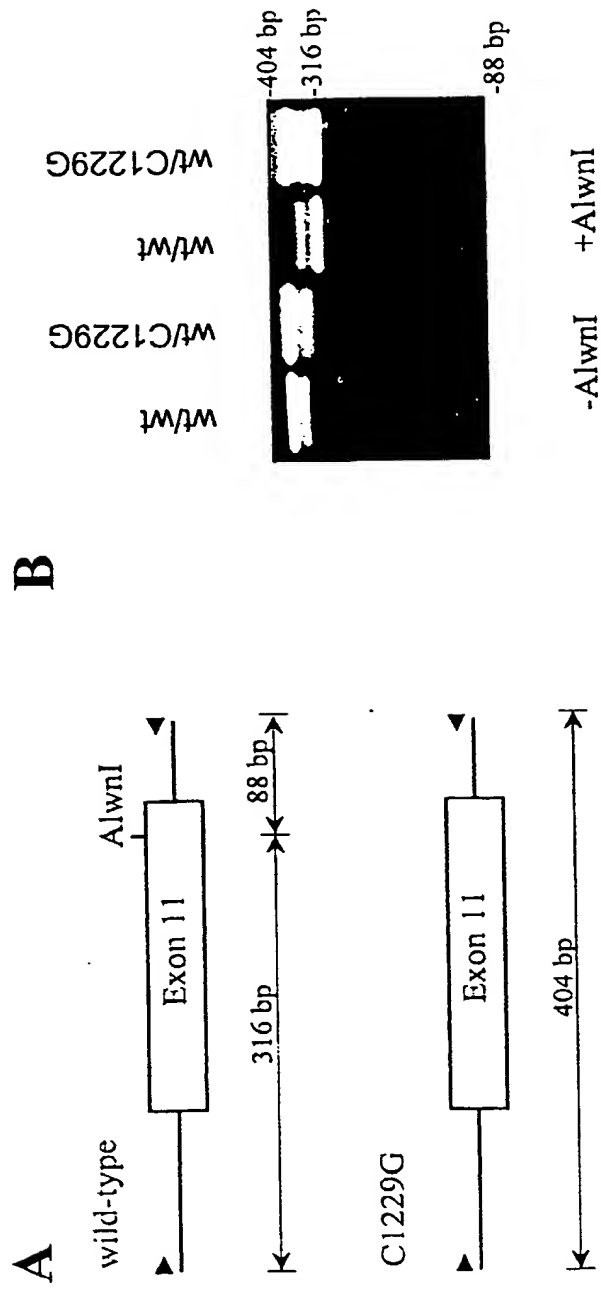 A
wild-type
AlwnI
Exon 11
316 bp
88 bp
C1229G
Exon 11
404 bp
B
wt/wt
wt/C1229G
wt/wt
wt/C1229G
-404 bp
-316 bp
-88 bp
-AlwnI
+AlwnI